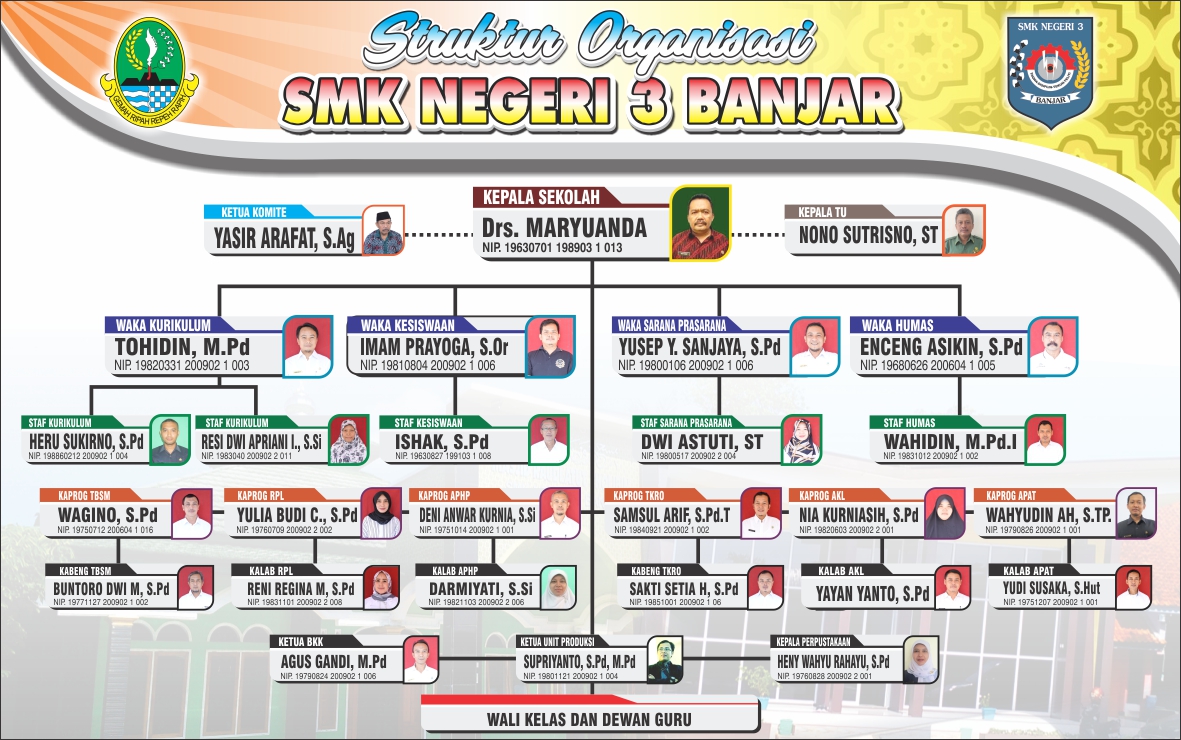 Struktur Organisasi
SMK NEGERI 3 BANJAR
GEMAH RIPAH REPEH RAPIH
SMK NEGERI 3
BANJAR
KEPALA SEKOLAH
Drs. MARYUANDA
NIP. 19630701 198903 1 013
KETUA KOMITE
YASIR ARAFAT, S.Ag
KEPALA TU
NONO SUTRISNO, ST
WAKA KURIKULUM
TOHIDIN, M.Pd
NIP. 19820331 200902 1 003
WAKA KESISWAAN
IMAM PRAYOGA, S.Or
NIP. 19810804 200902 1 006
WAKA SARANA PRASARANA
YUSEP Y. SANJAYA, S.Pd
NIP. 19800106 200902 1 006
WAKA HUMAS
ENCENG ASIKIN, S.Pd
NIP. 19680626 200604 1 005
STAF KURIKULUM
HERU SUKIRNO, S.Pd
NIP. 198860212 200902 1 004
STAF KURIKULUM
RESI DWI APRIANI I., S.Si
NIP. 1983040 200902 2 011
STAF KESISWAAN
ISHAK, S.Pd
NIP. 19630827 199103 1 008
STAF SARANA PRASARANA
DWI ASTUTI, ST
NIP. 19800517 200902 2 004
STAF HUMAS
WAHIDIN, M.Pd.I
NIP. 19831012 200902 1 002
KAPROG TBSM
WAGINO, S.Pd
NIP. 19750712 200604 1 016
KAPROG RPL
YULIA BUDI C., S.Pd
NIP. 19760709 200902 2 002
KAPROG APHP
DENI ANWAR KURNIA, S.Si
NIP. 19751014 200902 1 001
KAPROG TKRO
SAMSUL ARIF, S.Pd.T
NIP. 19840921 200902 1 002
KAPROG AKL
NIA KURNIASIH, S.Pd
NIP. 19820603 200902 2 001
KAPROG APAT
WAHYUDIN AH, S.TP.
NIP. 19790826 200902 1 001
KABENG TBSM
BUNTORO DWI M, S.Pd
NIP. 19771127 200902 1 002
KALAB RPL
RENI REGINA M, S.Pd
NIP. 19831101 200902 2 008
KALAB APHP
DARMIYATI, S.Si
NIP. 19821103 200902 2 006
KABENG TKRO
SAKTI SETIA H, S.Pd
NIP. 19851001 200902 1 06
KALAB AKL
YAYAN YANTO, S.Pd
KALAB APAT
YUDI SUSAKA, S.Hut
NIP. 19751207 200902 1 001
KETUA BKK
AGUS GANDI, M.Pd
NIP. 19790824 200902 1 006
KETUA UNIT PRODUKSI
SUPRIYANTO, S.Pd, M.Pd
NIP. 19801121 200902 1 004
KEPALA PERPUSTAKAAN
HENY WAHYU RAHAYU, S.Pd
NIP. 19760828 200902 2 001
WALI KELAS DAN DEWAN GURU